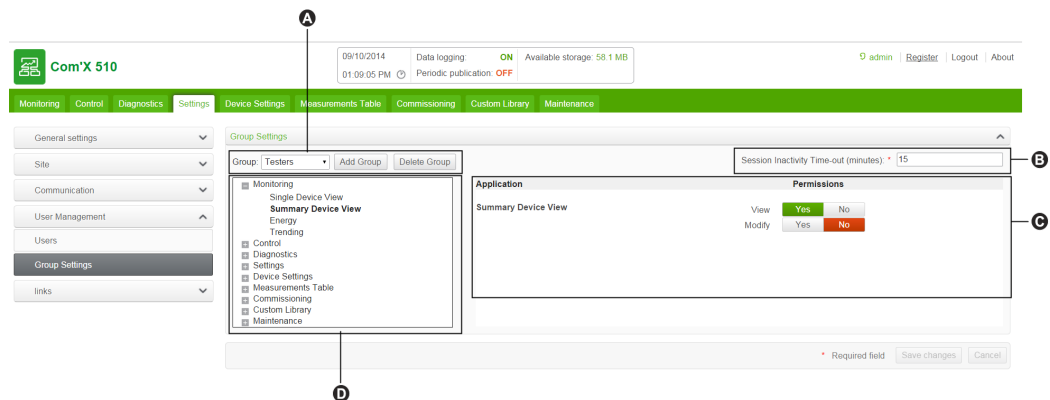 A
Com'X 510
09/10/2014
01:09:05 PM
Data logging: ON Available storage: 58.1 MB
Periodic publication: OFF
admin Register Logout About
Monitoring Control Diagnostics Settings Device Settings Measurements Table Commissioning Custom Library Maintenance
General settings
Site
Communication
User Management
Users
Group Settings
links
Group Settings
Group: Testers Add Group Delete Group
Session Inactivity Time-out (minutes): * 15
B
Monitoring
Single Device View
Summary Device View
Energy
Trending
Control
Diagnostics
Settings
Device Settings
Measurements Table
Commissioning
Custom Library
Maintenance
Application Permissions
Summary Device View
View Yes No
Modify Yes No
C
* Required field Save changes Cancel
D